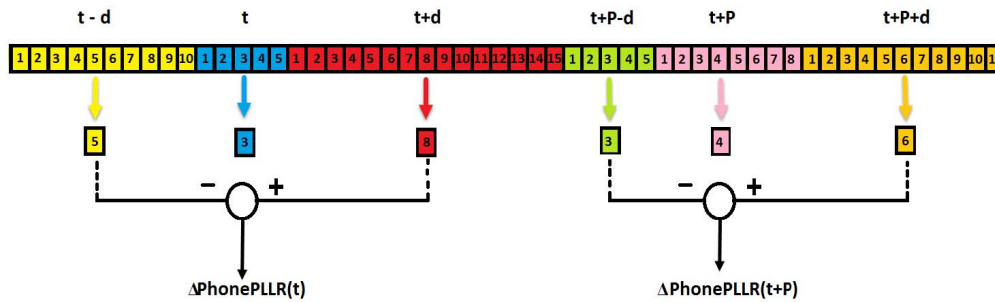 t - d t t+d t+P-d t+P t+P+d
1 2 3 4 5 6 7 8 9 10 1 2 3 4 5 1 2 3 4 5 6 7 8 9 10 11 12 13 14 15 1 2 3 4 5 1 2 3 4 5 6 7 8 1 2 3 4 5 6 7 8 9 10 1
5 3 8 3 4 6
− + − +
ΔPhonePLLR(t) ΔPhonePLLR(t+P)